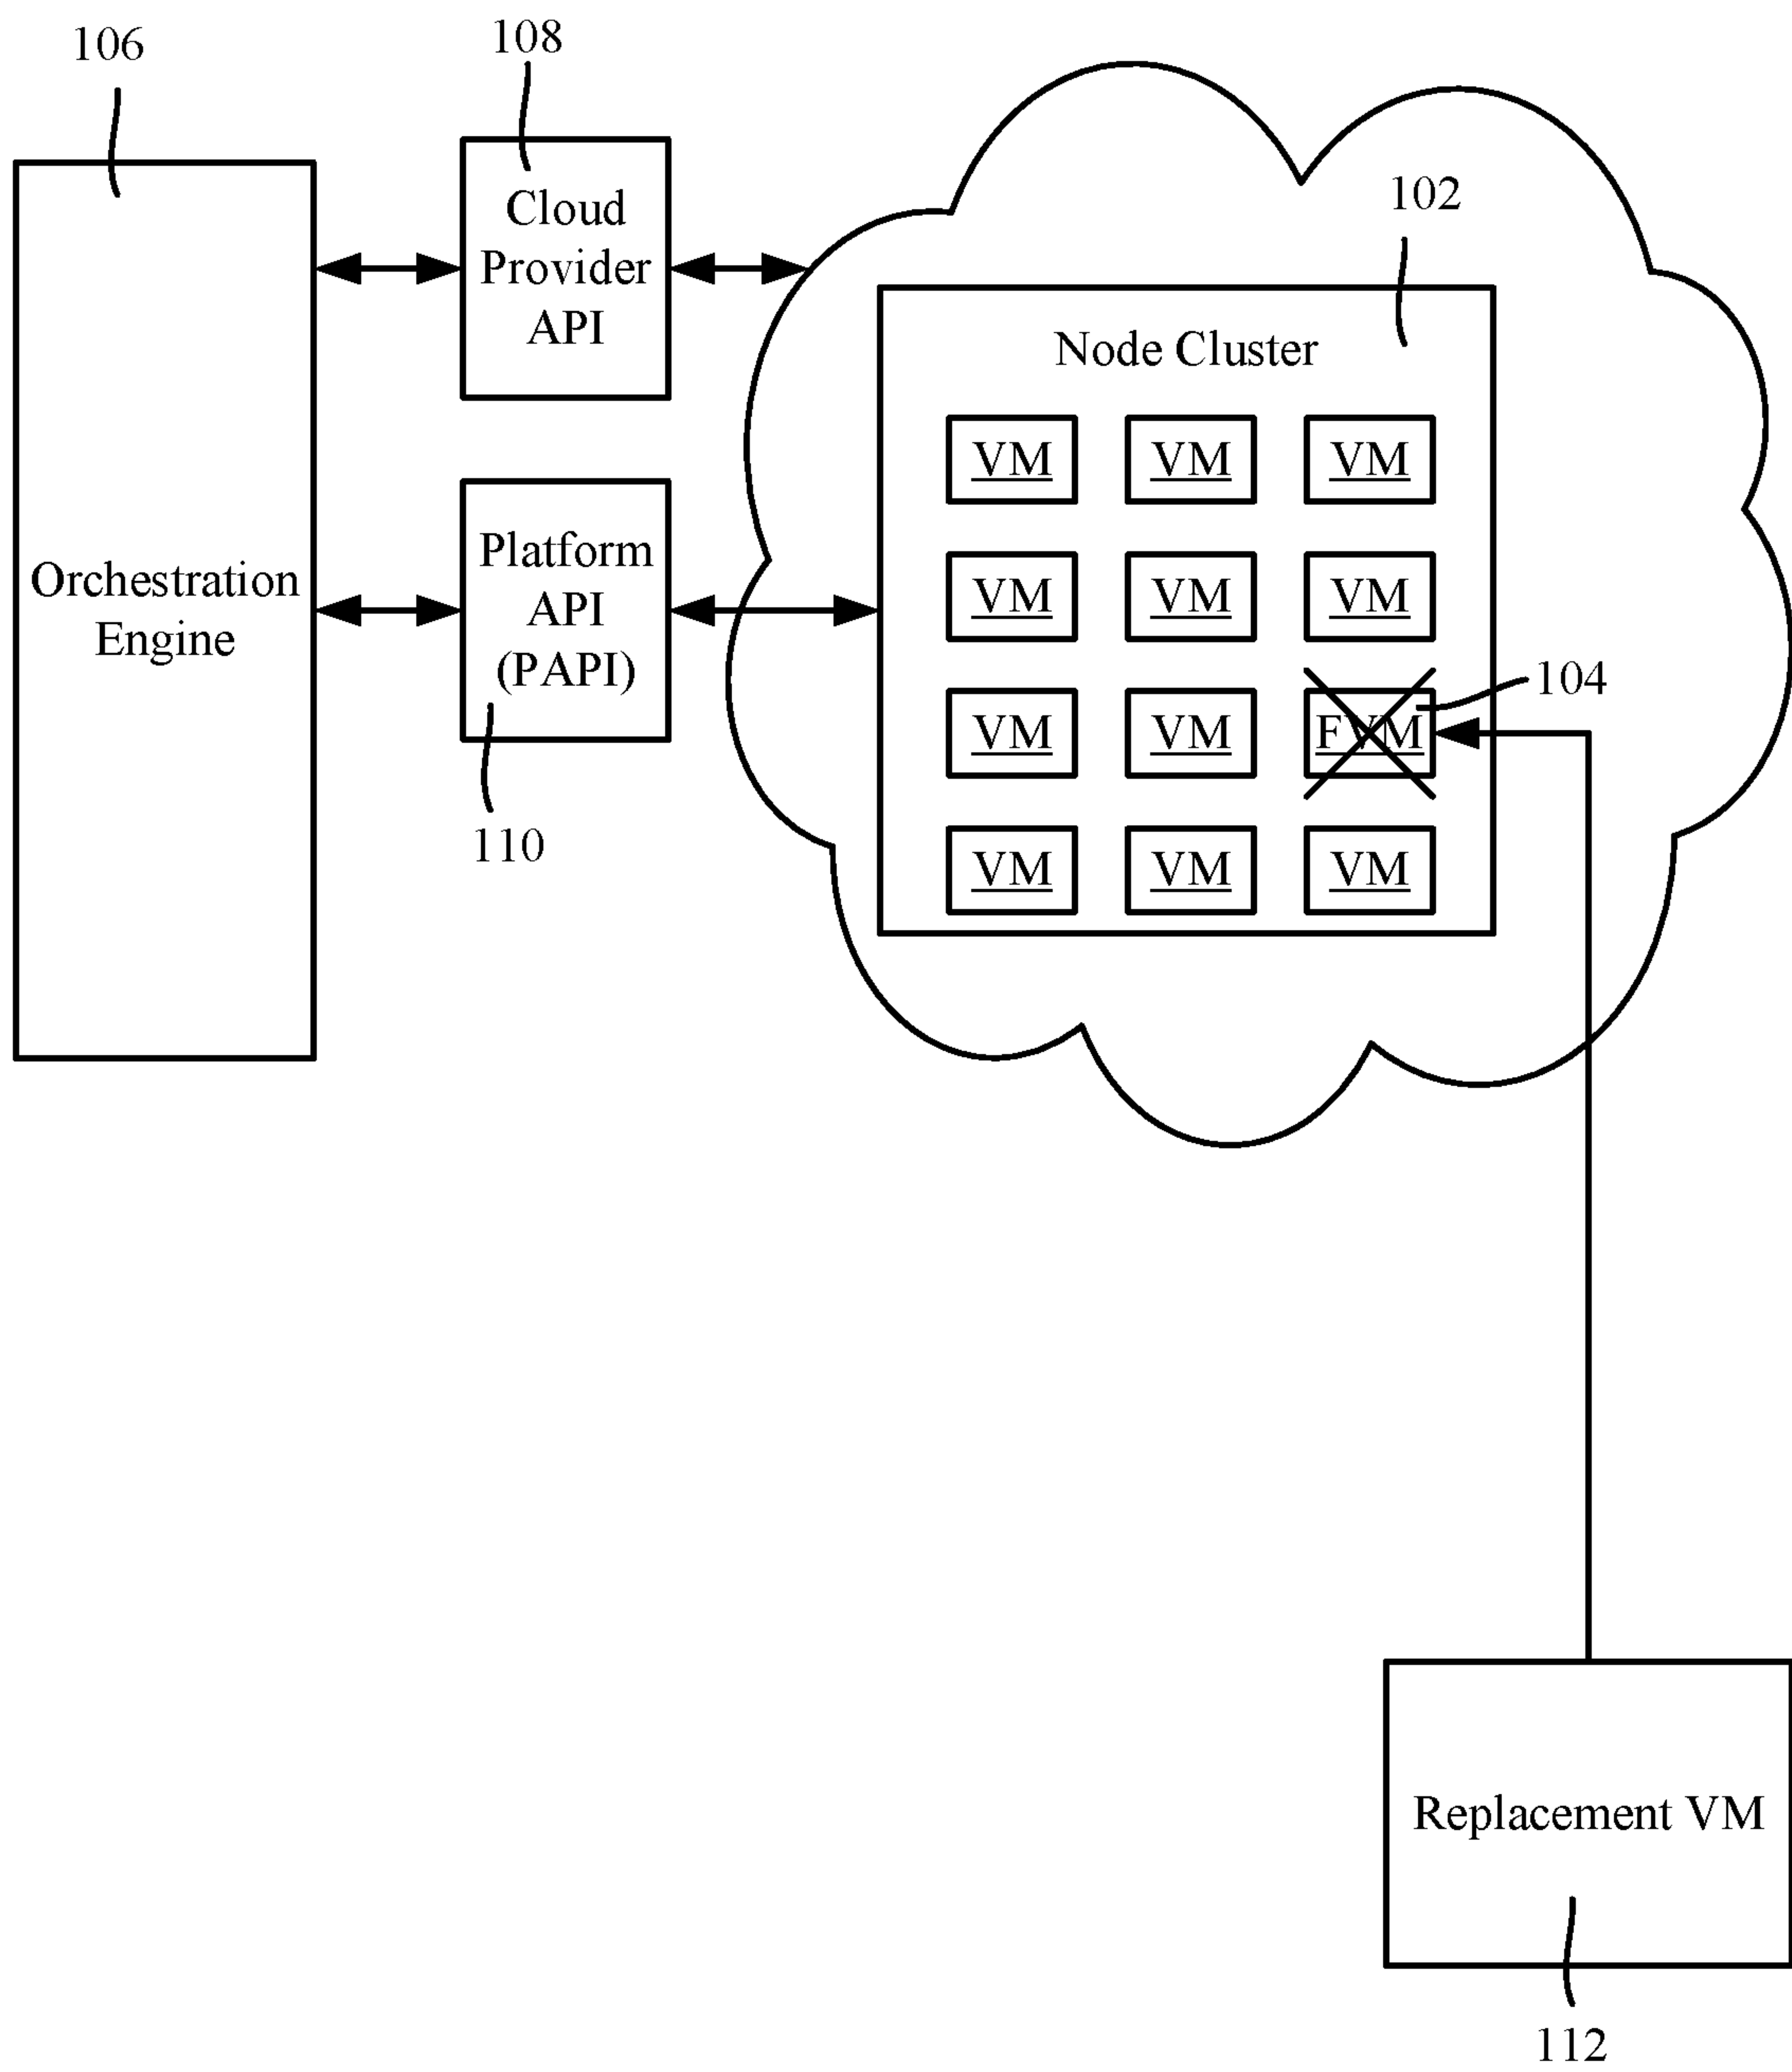 106
108
Cloud
Provider
API
102
Node Cluster
VM VM VM
Orchestration
Engine
Platform
API
(PAPI)
VM VM VM
104
VM VM FVM
110
VM VM VM
Replacement VM
112